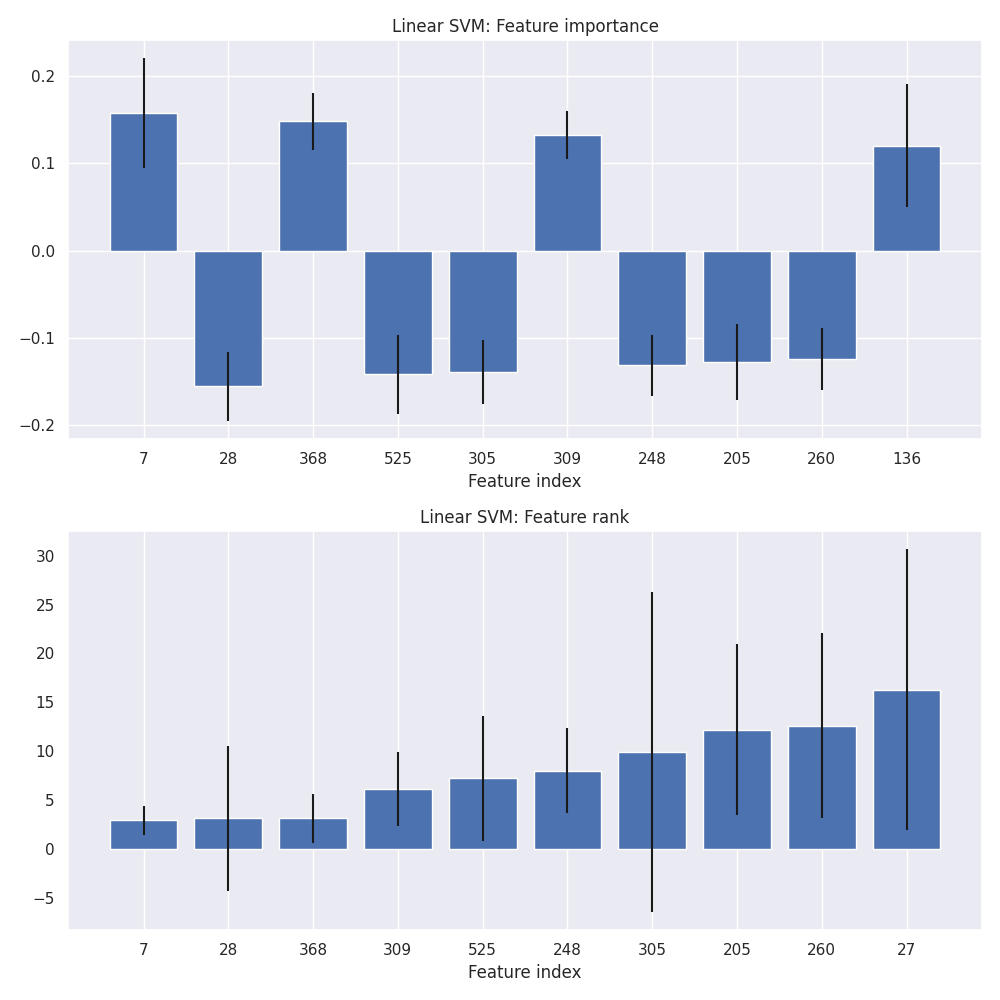 Linear SVM: Feature importance
0.2
0.1
0.0
−0.1
−0.2
7 28 368 525 305 309 248 205 260 136
Feature index
Linear SVM: Feature rank
30
25
20
15
10
5
0
−5
7 28 368 309 525 248 305 205 260 27
Feature index